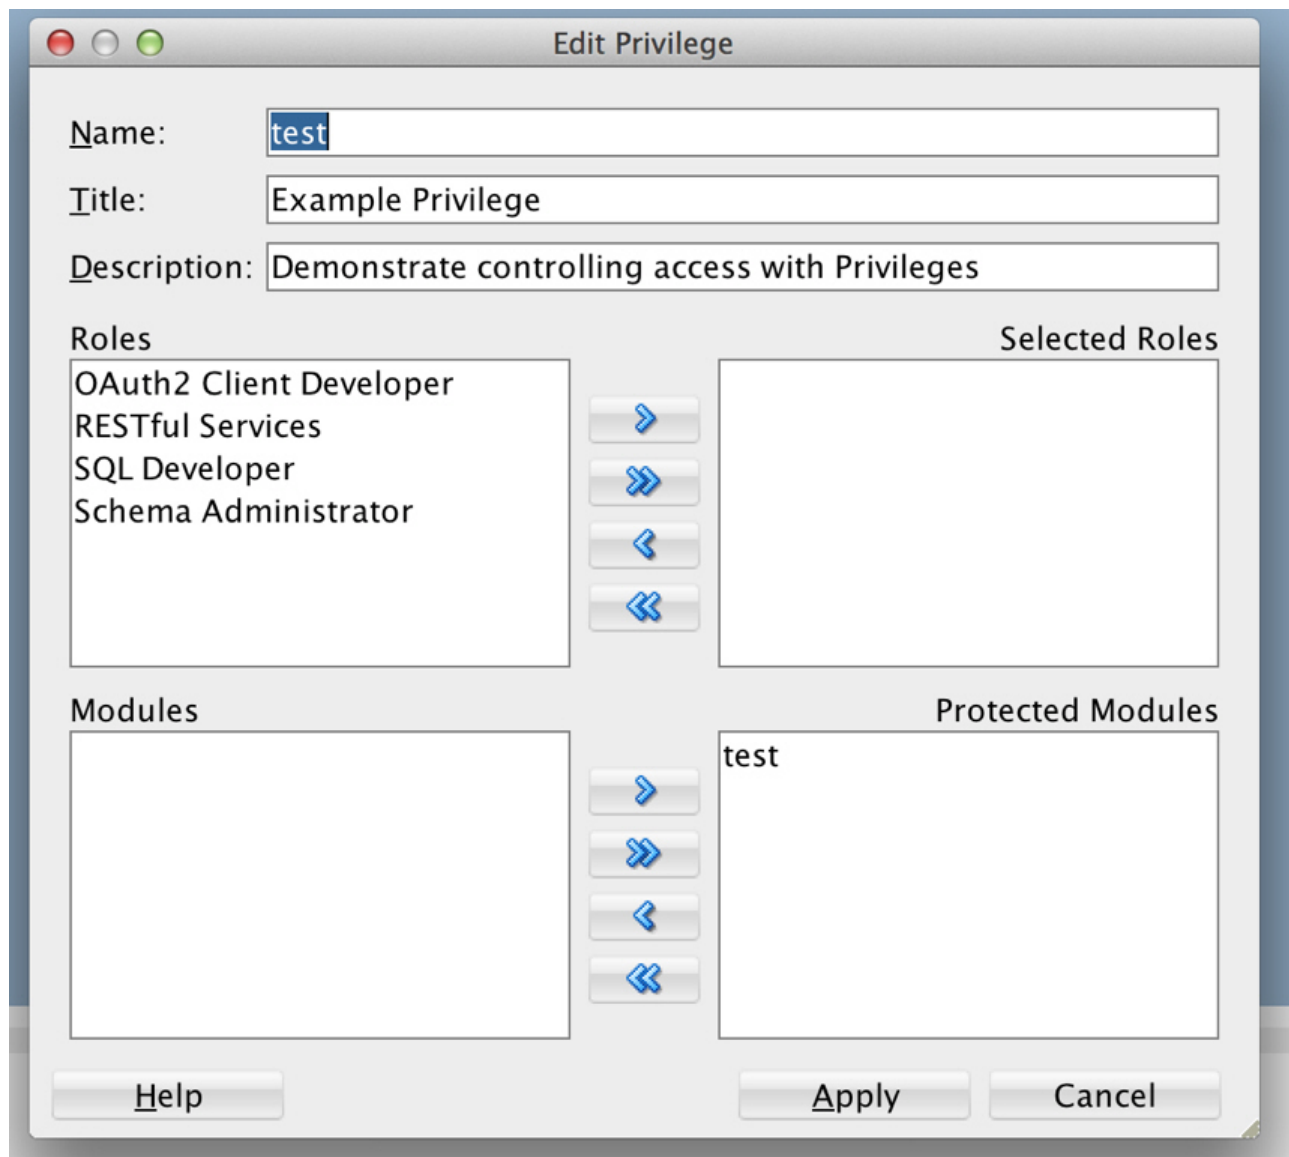 Edit Privilege
Name: test
Title: Example Privilege
Description: Demonstrate controlling access with Privileges
Roles
Selected Roles
OAuth2 Client Developer
RESTful Services
SQL Developer
Schema Administrator
Modules
Protected Modules
test
Help
Apply
Cancel